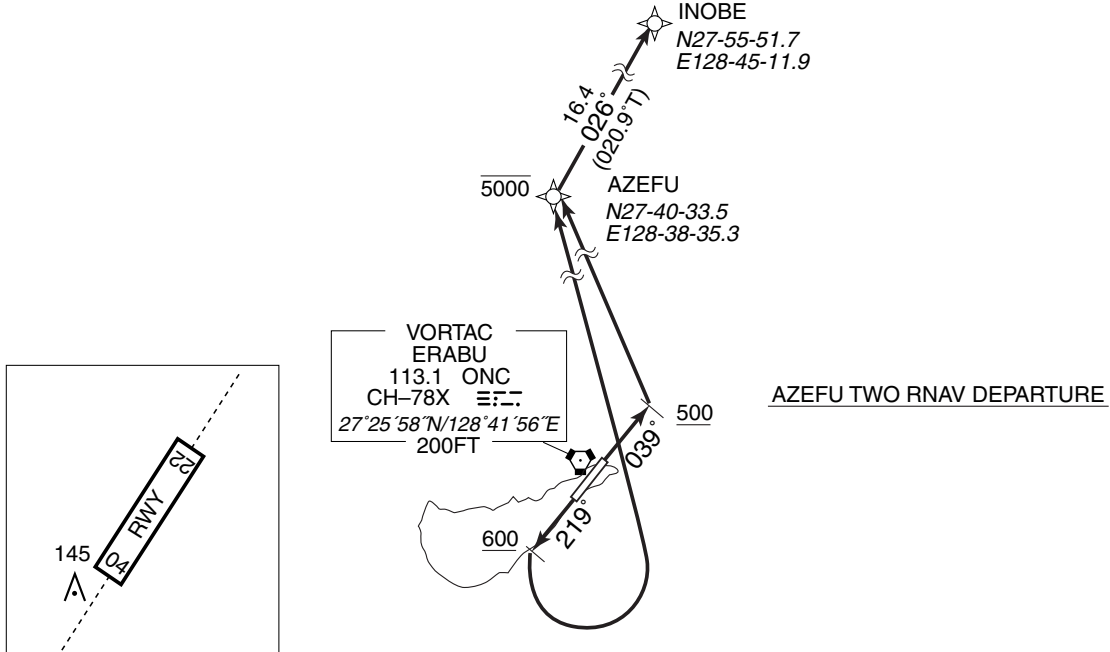 INOBE
N27-55-51.7
E128-45-11.9
16.4
026°
(020.9°T)
5000
AZEFU
N27-40-33.5
E128-38-35.3
VORTAC
ERABU
113.1 ONC
CH–78X
27°25´58˝N/128°41´56˝E
200FT
AZEFU TWO RNAV DEPARTURE
500
039°
219°
600
22
RWY
04
145